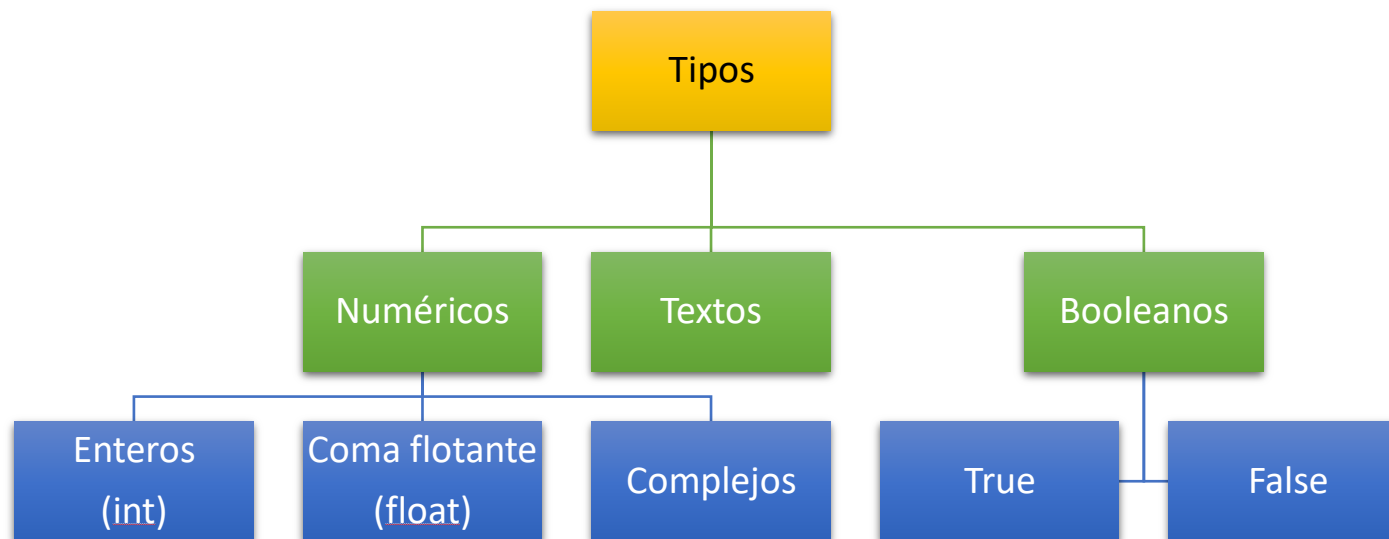 Tipos
Numéricos
Textos
Booleanos
Enteros
(int)
Coma flotante
(float)
Complejos
True
False